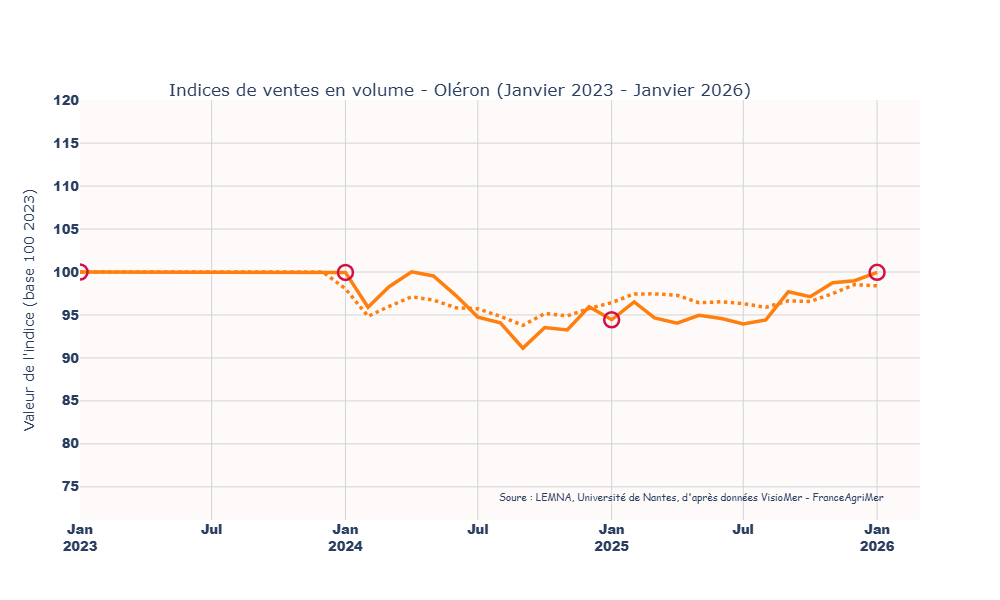 Indices de ventes en volume - Oléron (Janvier 2023 - Janvier 2026)
Valeur de l'indice (base 100 2023)
120
115
110
105
100
95
90
85
80
75
Soure : LEMNA, Université de Nantes, d'après données VisioMer - FranceAgriMer
Jan Jul Jan Jul Jan Jul Jan
2023 2024 2025 2026